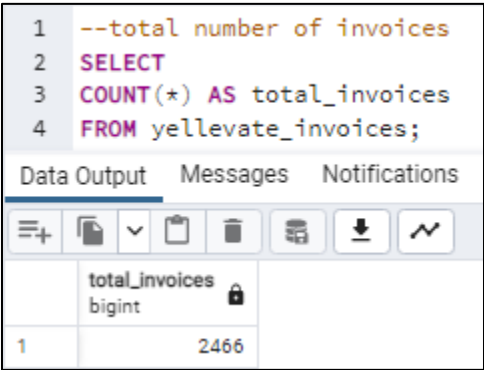 1 --total number of invoices
2 SELECT
3 COUNT(*) AS total_invoices
4 FROM yellevate_invoices;
Data Output Messages Notifications
total_invoices
bigint
1 2466